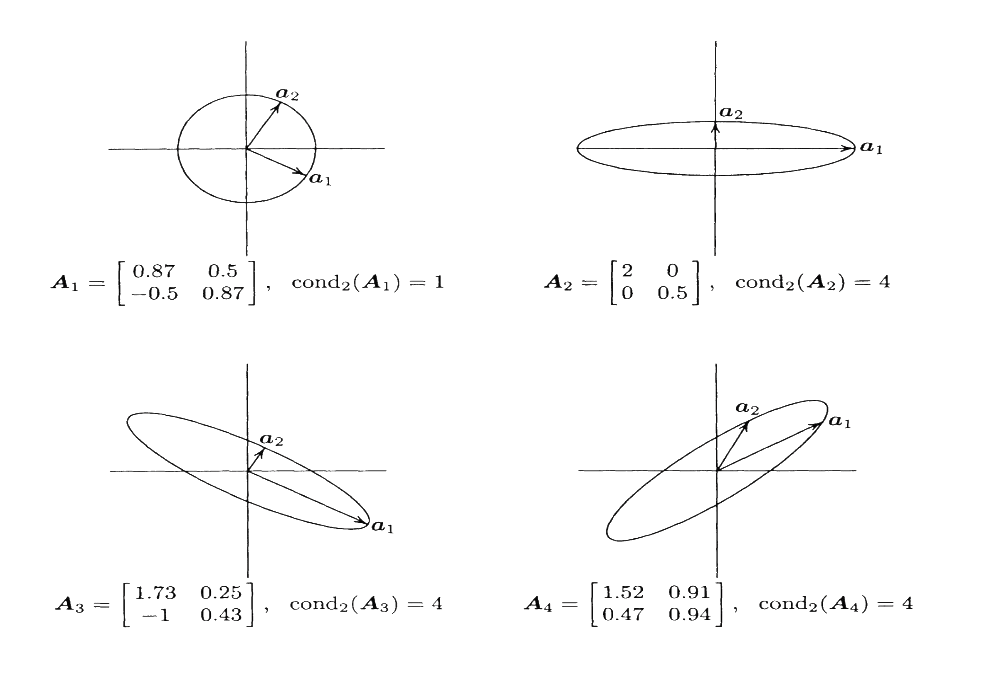 a₂
a₁
A₁ = [0.87 0.5; −0.5 0.87], cond₂(A₁) = 1
a₂
a₁
A₂ = [2 0; 0 0.5], cond₂(A₂) = 4
a₂
a₁
A₃ = [1.73 0.25; −1 0.43], cond₂(A₃) = 4
a₂
a₁
A₄ = [1.52 0.91; 0.47 0.94], cond₂(A₄) = 4